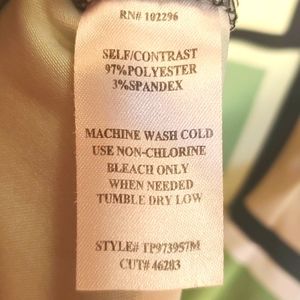 RN# 102296
SELF/CONTRAST
97%POLYESTER
3%SPANDEX
MACHINE WASH COLD
USE NON-CHLORINE
BLEACH ONLY
WHEN NEEDED
TUMBLE DRY LOW
STYLE# TP973957M
CUT# 46283